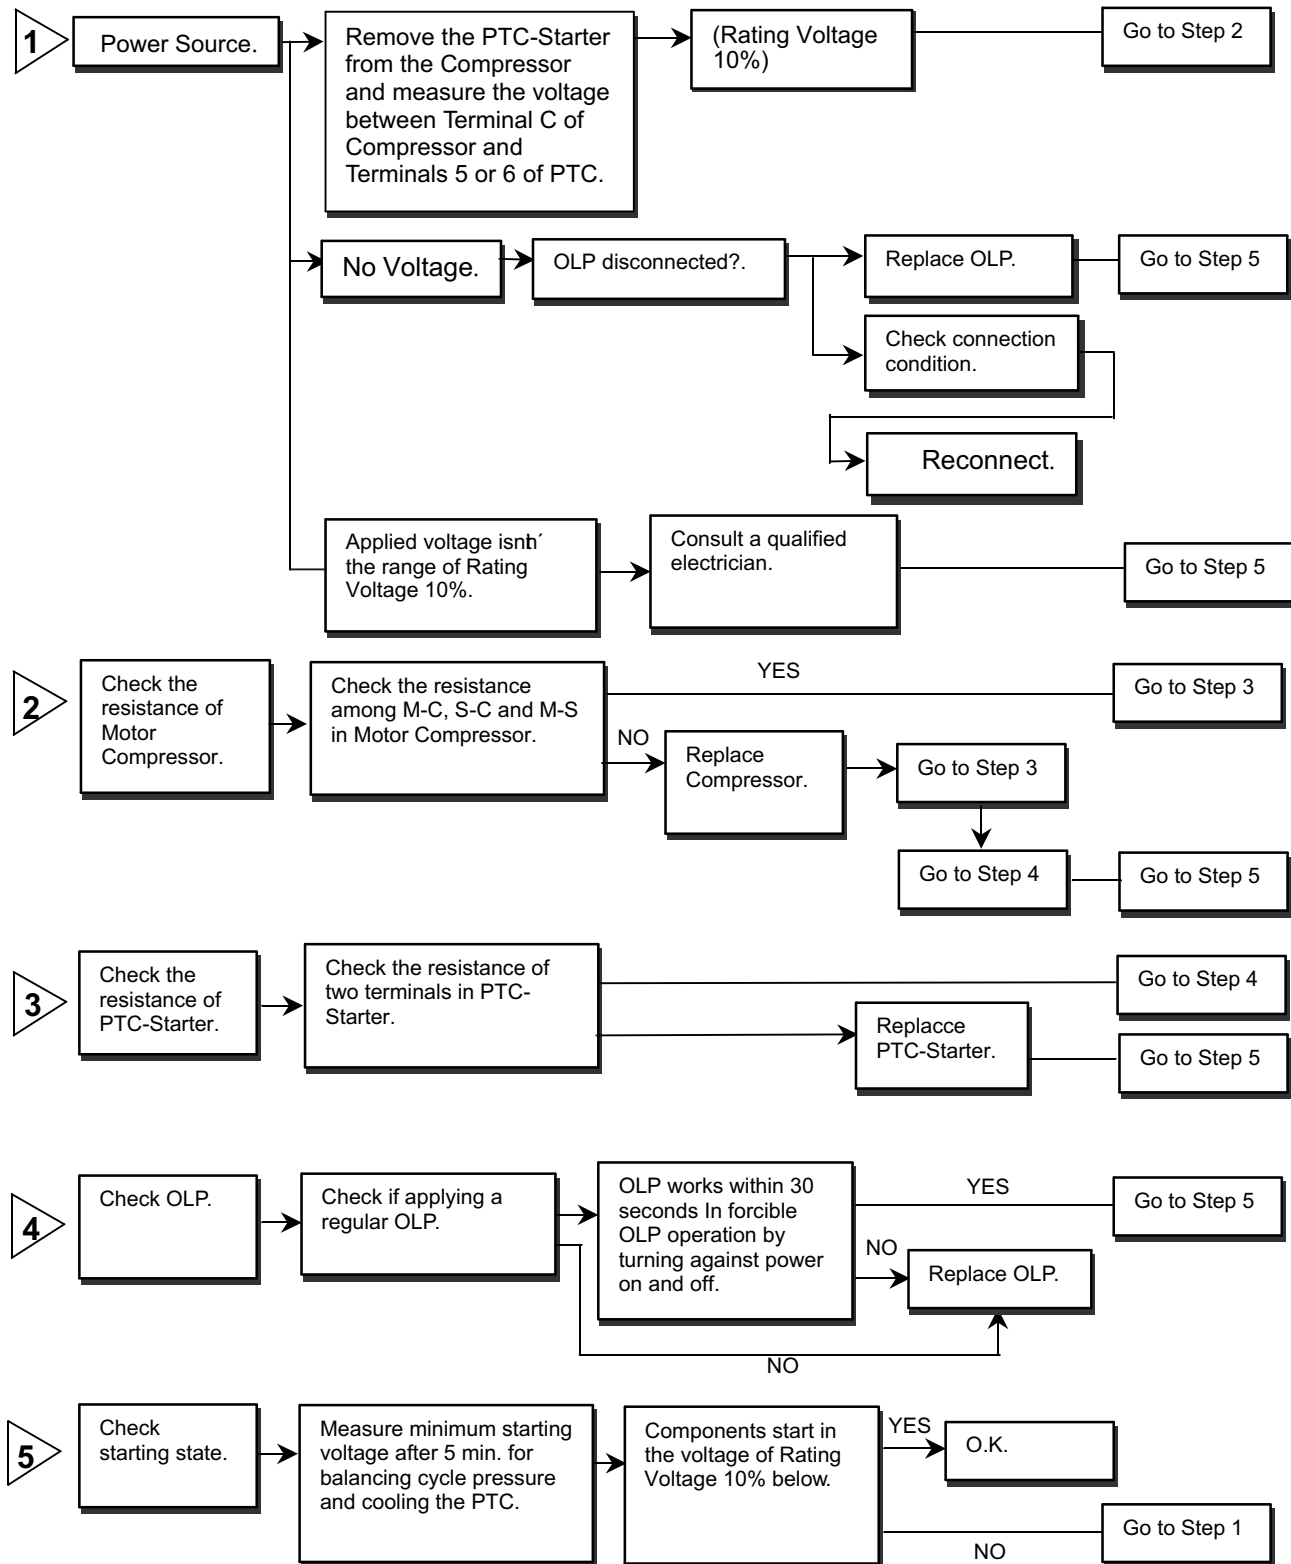 1
Power Source.
Remove the PTC-Starter
from the Compressor
and measure the voltage
between Terminal C of
Compressor and
Terminals 5 or 6 of PTC.
(Rating Voltage
10%)
Go to Step 2
No Voltage.
OLP disconnected?.
Replace OLP.
Go to Step 5
Check connection
condition.
Reconnect.
Applied voltage isn
the range of Rating
Voltage 10%.
Consult a qualified
electrician.
Go to Step 5
2
Check the
resistance of
Motor
Compressor.
Check the resistance
among M-C, S-C and M-S
in Motor Compressor.
YES
Go to Step 3
NO
Replace
Compressor.
Go to Step 3
Go to Step 4
Go to Step 5
3
Check the
resistance of
PTC-Starter.
Check the resistance of
two terminals in PTC-
Starter.
Go to Step 4
Replacce
PTC-Starter.
Go to Step 5
4
Check OLP.
Check if applying a
regular OLP.
OLP works within 30
seconds In forcible
OLP operation by
turning against power
on and off.
YES
Go to Step 5
NO
Replace OLP.
NO
5
Check
starting state.
Measure minimum starting
voltage after 5 min. for
balancing cycle pressure
and cooling the PTC.
Components start in
the voltage of Rating
Voltage 10% below.
YES
O.K.
NO
Go to Step 1